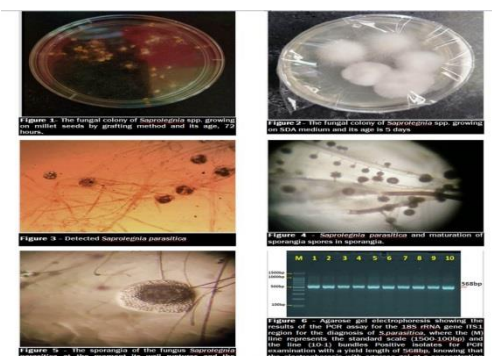 Figure 1- The fungal colony of Saprolegnia spp. growing
on millet seeds by grafting method and its age, 72
hours.
Figure 2 - The fungal colony of Saprolegnia spp. growing
on SDA medium and its age is 5 days
Figure 3 - Detected Saprolegnia parasitica
Figure 4 - Saprolegnia parasitica and maturation of
sporangia spores in sporangia.
M 1 2 3 4 5 6 7 8 9 10
1500bp
1000bp
500bp
100bp
568bp
Figure 5 - The sporangia of the fungus Saprolegnia
Figure 6 - Agarose gel electrophoresis showing the
results of the PCR assay for the 18S rRNA gene ITS1
region for the diagnosis of S.parasitica, where the (M)
line represents the standard scale (1500-100bp) and
the line (10-1) bundles Positive isolates for PCR
examination with a yield length of 568bp, knowing that